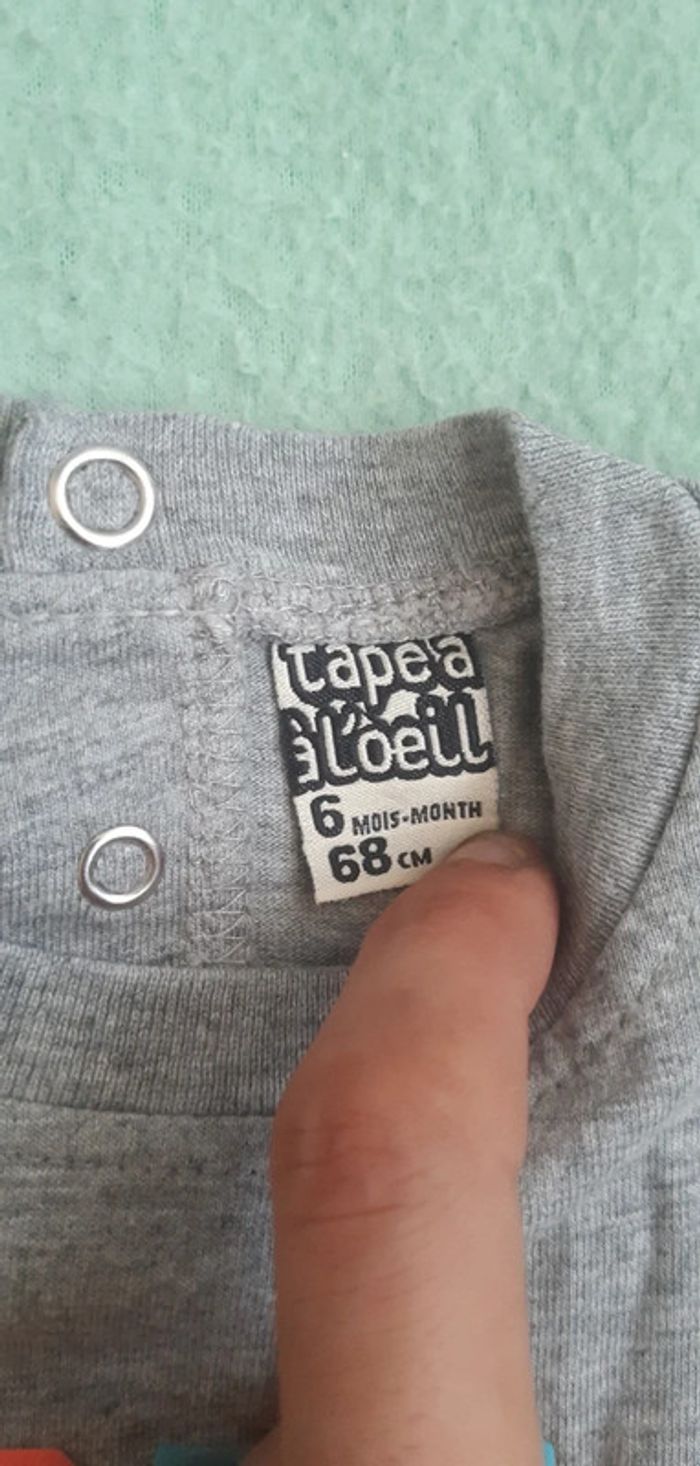 tape à
à l'oeil
6 MOIS-MONTH
68 CM